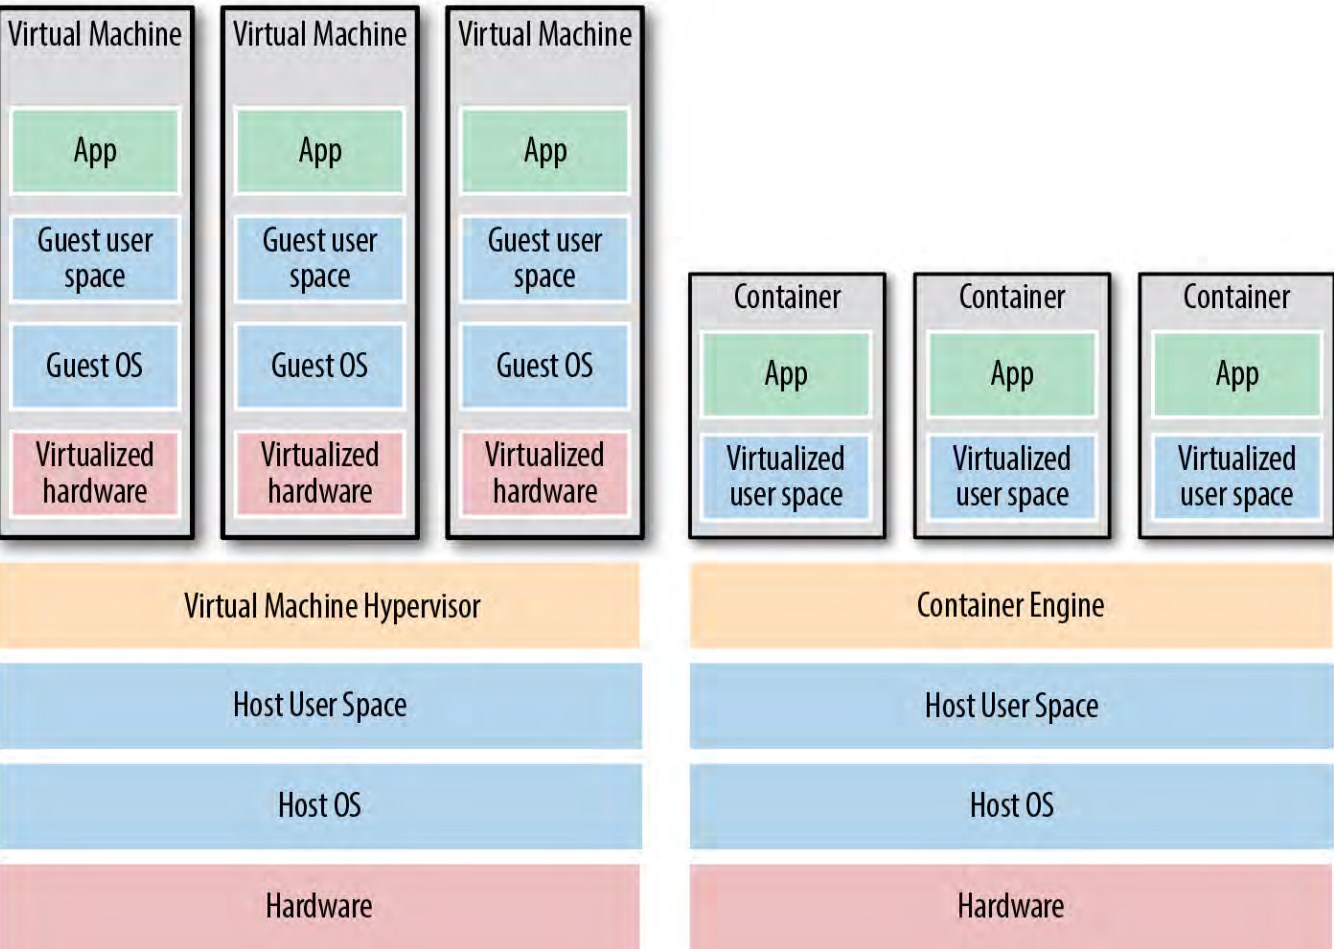 Virtual Machine
App
Guest user
space
Guest OS
Virtualized
hardware
Virtual Machine
App
Guest user
space
Guest OS
Virtualized
hardware
Virtual Machine
App
Guest user
space
Guest OS
Virtualized
hardware
Virtual Machine Hypervisor
Host User Space
Host OS
Hardware
Container
App
Virtualized
user space
Container
App
Virtualized
user space
Container
App
Virtualized
user space
Container Engine
Host User Space
Host OS
Hardware